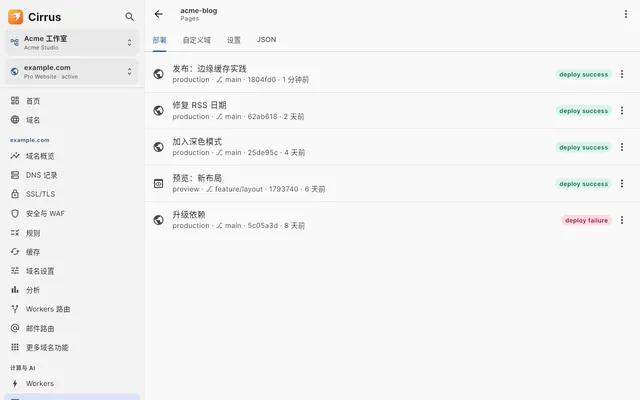 Cirrus
Acme 工作室
Acme Studio
example.com
Pro Website · active
首页
域名
example.com
域名概览
DNS 记录
SSL/TLS
安全与 WAF
规则
缓存
域名设置
分析
Workers 路由
邮件路由
更多域名功能
计算与 AI
Workers
acme-blog
Pages
部署
自定义域
设置
JSON
发布：边缘缓存实践
production · main · 1804fd0 · 1 分钟前
deploy success
修复 RSS 日期
production · main · 62ab618 · 2 天前
deploy success
加入深色模式
production · main · 25de95c · 4 天前
deploy success
预览：新布局
preview · feature/layout · 1793740 · 6 天前
deploy success
升级依赖
production · main · 5c05a3d · 8 天前
deploy failure